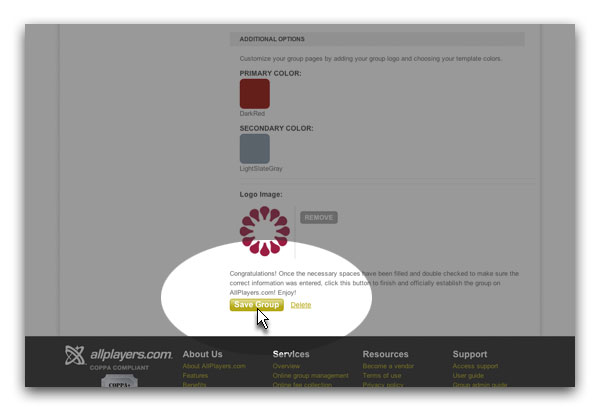 ADDITIONAL OPTIONS
Customize your group pages by adding your group logo and choosing your template colors.
PRIMARY COLOR:
DarkRed
SECONDARY COLOR:
LightSlateGray
Logo Image:
REMOVE
Congratulations! Once the necessary spaces have been filled and double checked to make sure the
correct information was entered, click this button to finish and officially establish the group on
AllPlayers.com! Enjoy!
Save Group Delete
allplayers.com
COPPA COMPLIANT
COPPA
About Us
About AllPlayers.com
Features
Benefits
Services
Overview
Online group management
Online fee collection
Resources
Become a vendor
Terms of use
Privacy policy
Support
Access support
User guide
Group admin guide